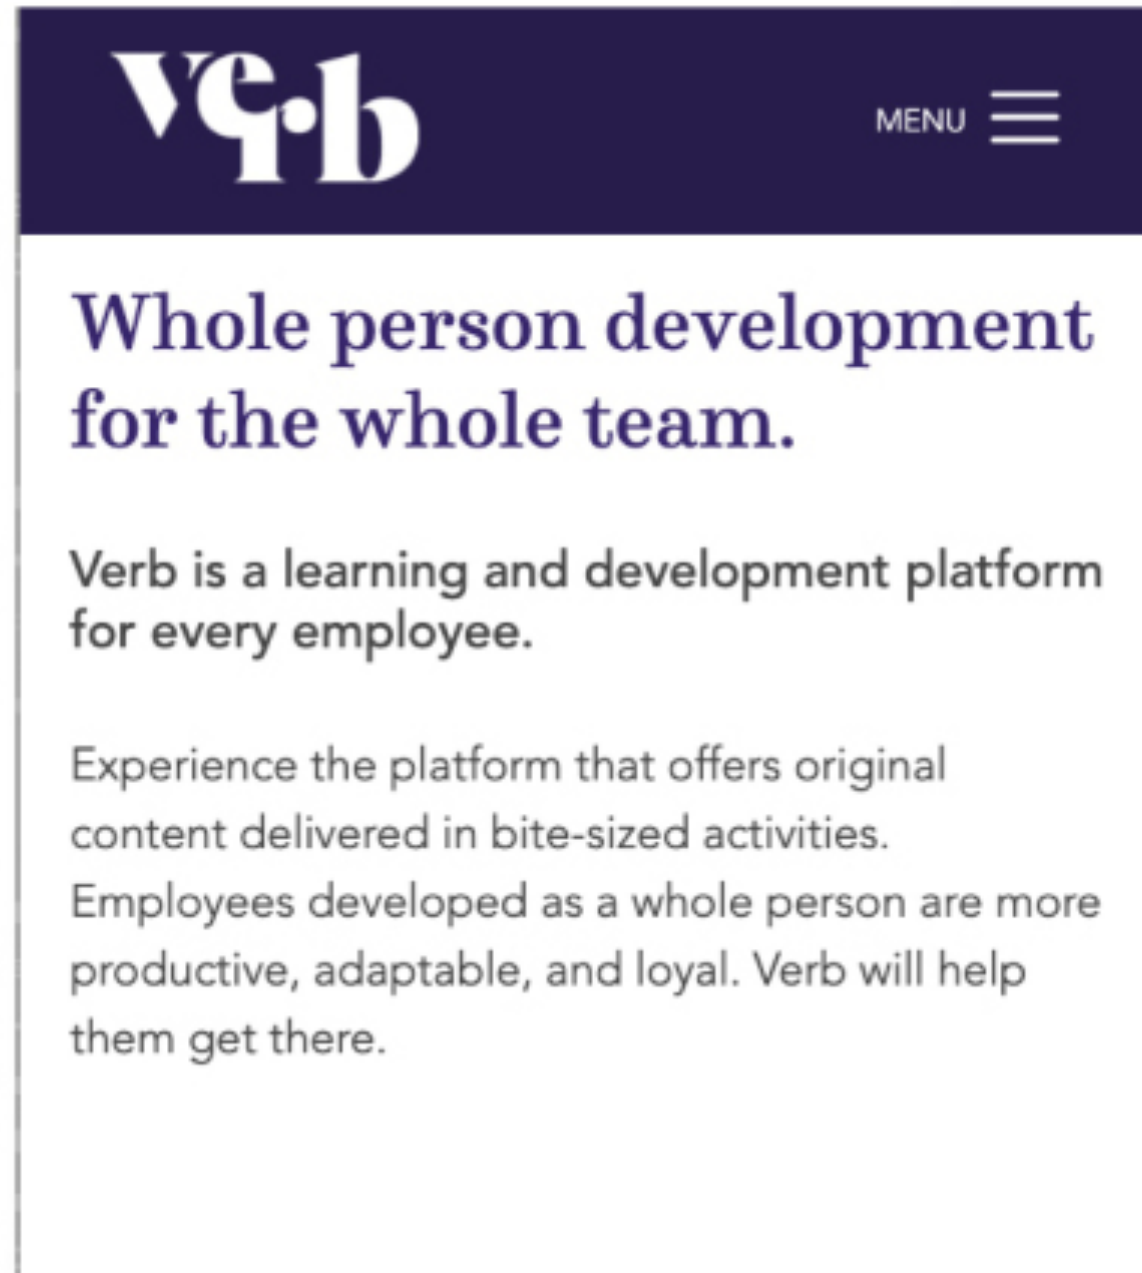 verb
MENU
Whole person development
for the whole team.
Verb is a learning and development platform
for every employee.
Experience the platform that offers original
content delivered in bite-sized activities.
Employees developed as a whole person are more
productive, adaptable, and loyal. Verb will help
them get there.